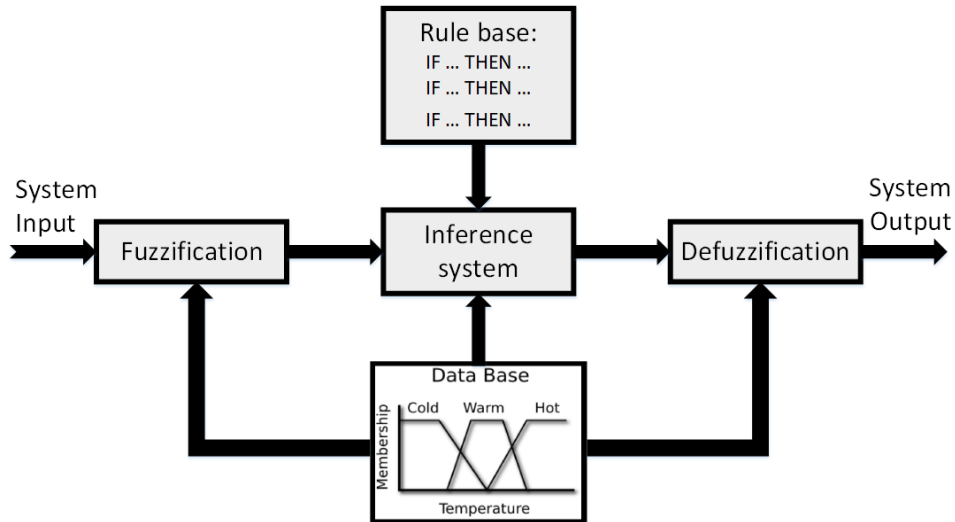 Rule base:
IF ... THEN ...
IF ... THEN ...
IF ... THEN ...
System
Input
Fuzzification
Inference
system
Defuzzification
System
Output
Data Base
Cold Warm Hot
Membership
Temperature